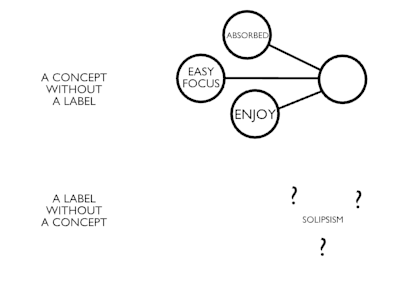 ABSORBED
EASY
FOCUS
ENJOY
A CONCEPT
WITHOUT
A LABEL
A LABEL
WITHOUT
A CONCEPT
? ?
SOLIPSISM
?